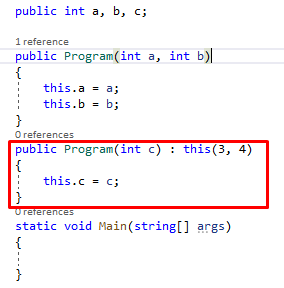 public int a, b, c;
1 reference
public Program(int a, int b)
{
this.a = a;
this.b = b;
}
0 references
public Program(int c) : this(3, 4)
{
this.c = c;
}
0 references
static void Main(string[] args)
{
}